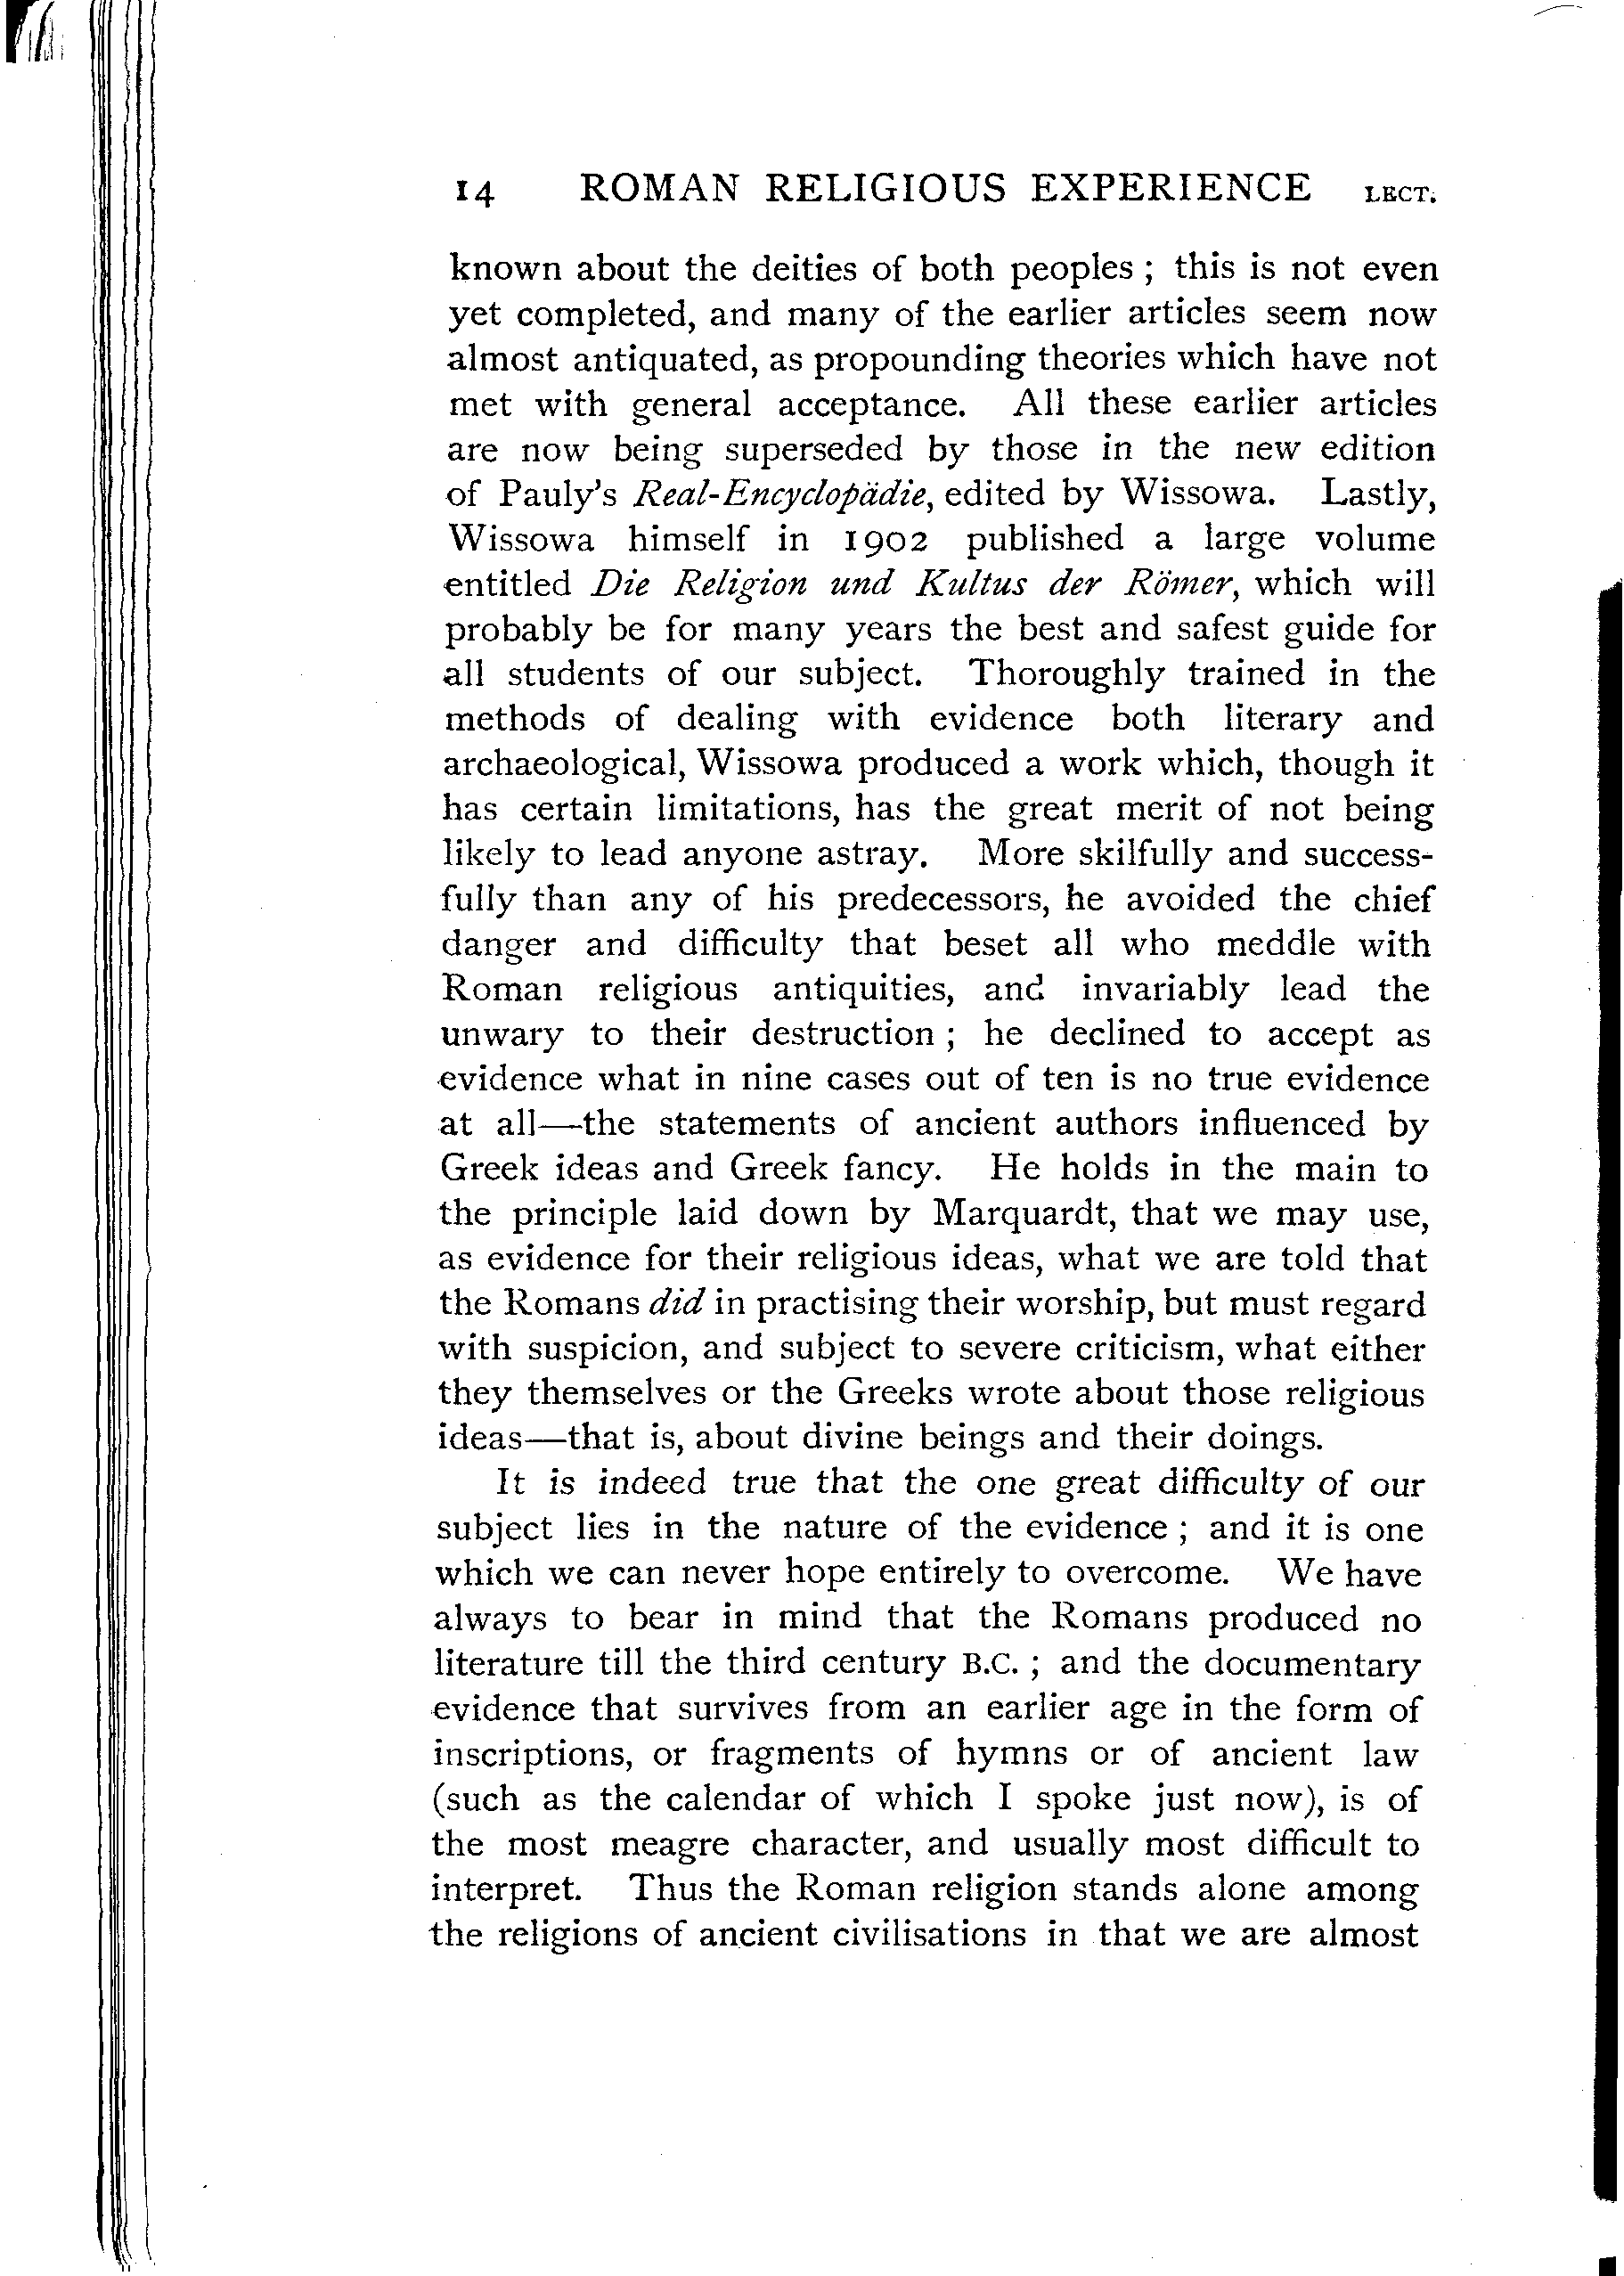 14 ROMAN RELIGIOUS EXPERIENCE LECT.
known about the deities of both peoples ; this is not even
yet completed, and many of the earlier articles seem now
almost antiquated, as propounding theories which have not
met with general acceptance. All these earlier articles
are now being superseded by those in the new edition
of Pauly's Real-Encyclopädie, edited by Wissowa. Lastly,
Wissowa himself in 1902 published a large volume
entitled Die Religion und Kultus der Römer, which will
probably be for many years the best and safest guide for
all students of our subject. Thoroughly trained in the
methods of dealing with evidence both literary and
archaeological, Wissowa produced a work which, though it
has certain limitations, has the great merit of not being
likely to lead anyone astray. More skilfully and success-
fully than any of his predecessors, he avoided the chief
danger and difficulty that beset all who meddle with
Roman religious antiquities, and invariably lead the
unwary to their destruction ; he declined to accept as
evidence what in nine cases out of ten is no true evidence
at all—the statements of ancient authors influenced by
Greek ideas and Greek fancy. He holds in the main to
the principle laid down by Marquardt, that we may use,
as evidence for their religious ideas, what we are told that
the Romans did in practising their worship, but must regard
with suspicion, and subject to severe criticism, what either
they themselves or the Greeks wrote about those religious
ideas—that is, about divine beings and their doings.
It is indeed true that the one great difficulty of our
subject lies in the nature of the evidence ; and it is one
which we can never hope entirely to overcome. We have
always to bear in mind that the Romans produced no
literature till the third century B.C. ; and the documentary
evidence that survives from an earlier age in the form of
inscriptions, or fragments of hymns or of ancient law
(such as the calendar of which I spoke just now), is of
the most meagre character, and usually most difficult to
interpret. Thus the Roman religion stands alone among
the religions of ancient civilisations in that we are almost